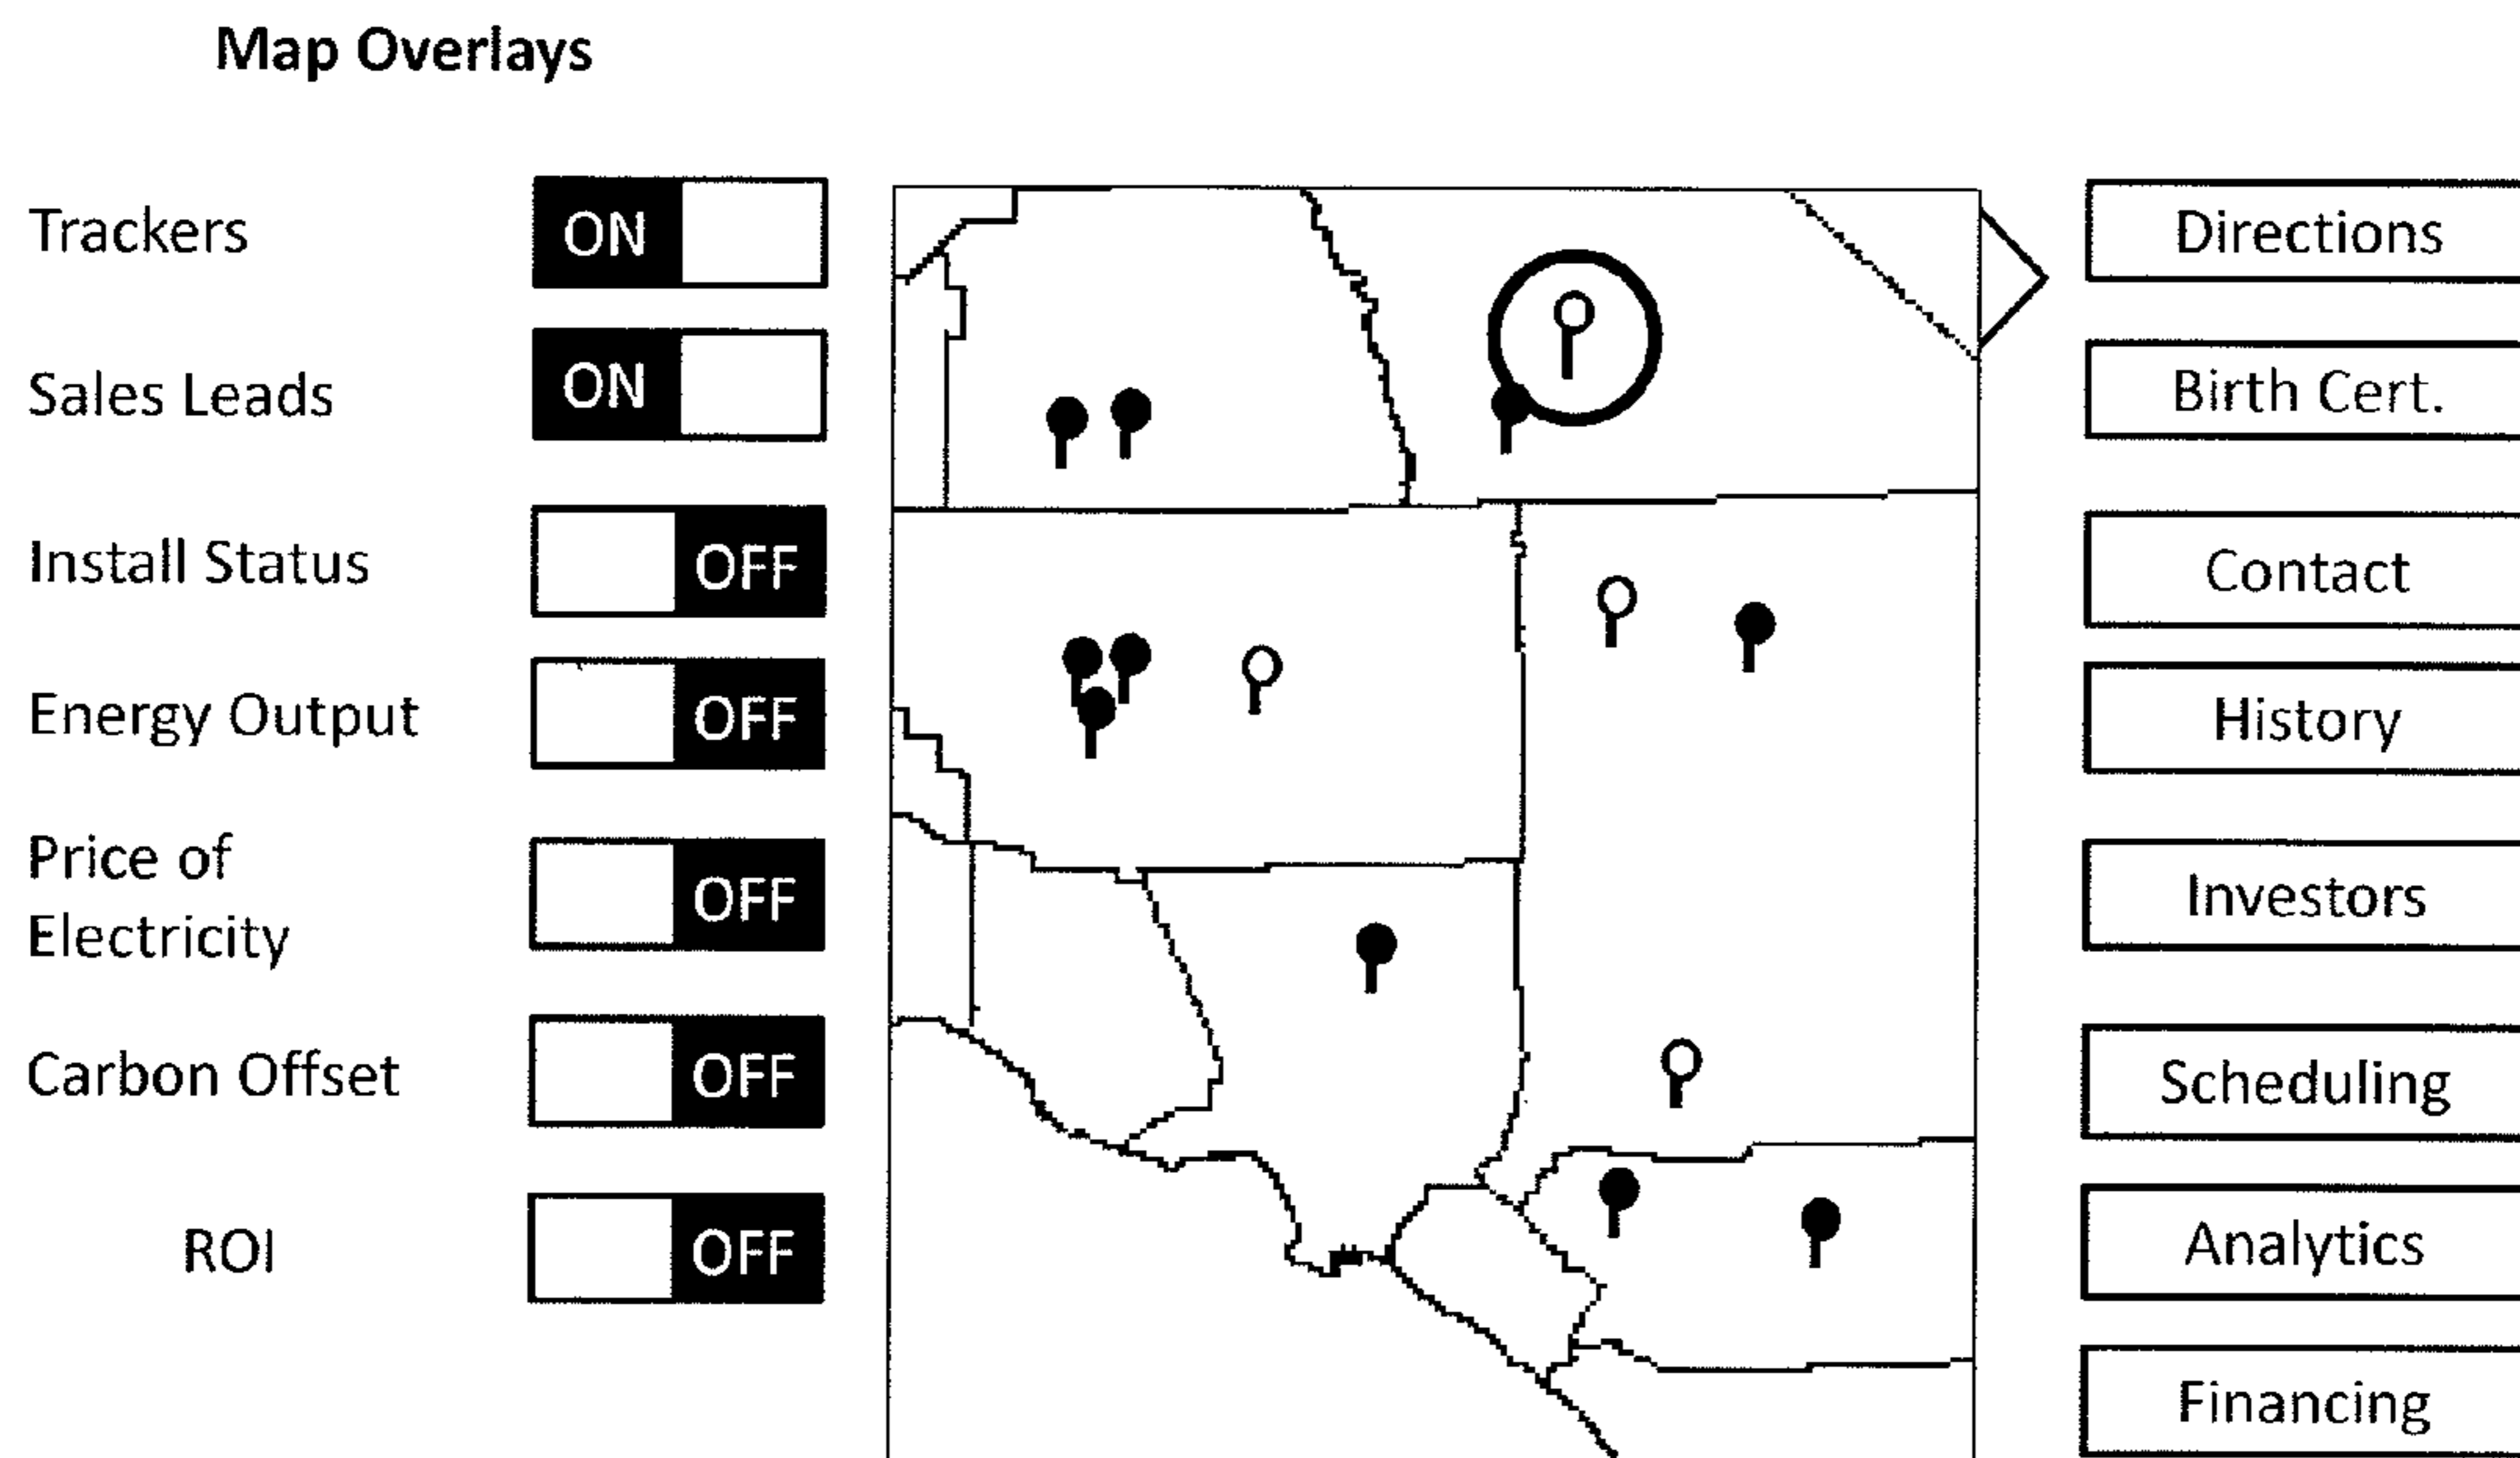 Map Overlays
Trackers
ON
Sales Leads
ON
Install Status
OFF
Energy Output
OFF
Price of
Electricity
OFF
Carbon Offset
OFF
ROI
OFF
Directions
Birth Cert.
Contact
History
Investors
Scheduling
Analytics
Financing